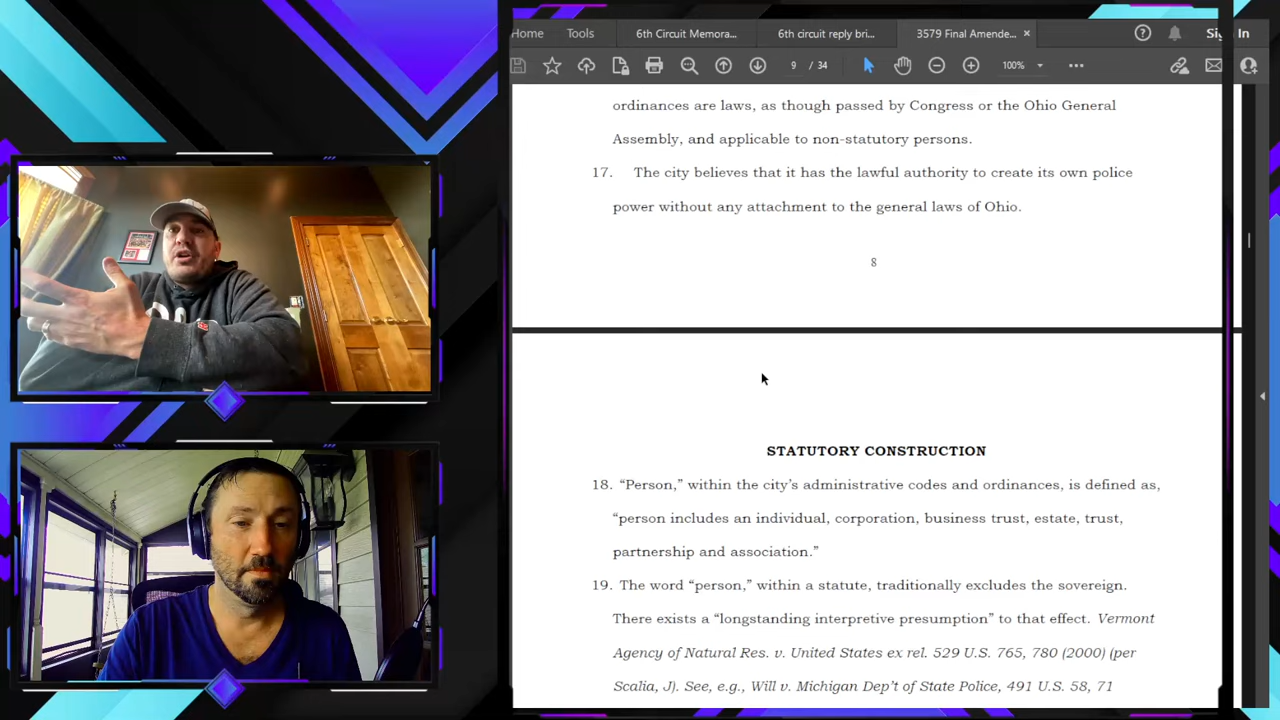 Home Tools 6th Circuit Memora... 6th circuit reply bri... 3579 Final Amende... × Sign In
9 / 34 100%
ordinances are laws, as though passed by Congress or the Ohio General
Assembly, and applicable to non-statutory persons.
17. The city believes that it has the lawful authority to create its own police
power without any attachment to the general laws of Ohio.
8
STATUTORY CONSTRUCTION
18. “Person,” within the city’s administrative codes and ordinances, is defined as,
“person includes an individual, corporation, business trust, estate, trust,
partnership and association.”
19. The word “person,” within a statute, traditionally excludes the sovereign.
There exists a “longstanding interpretive presumption” to that effect. Vermont
Agency of Natural Res. v. United States ex rel. 529 U.S. 765, 780 (2000) (per
Scalia, J). See, e.g., Will v. Michigan Dep’t of State Police, 491 U.S. 58, 71